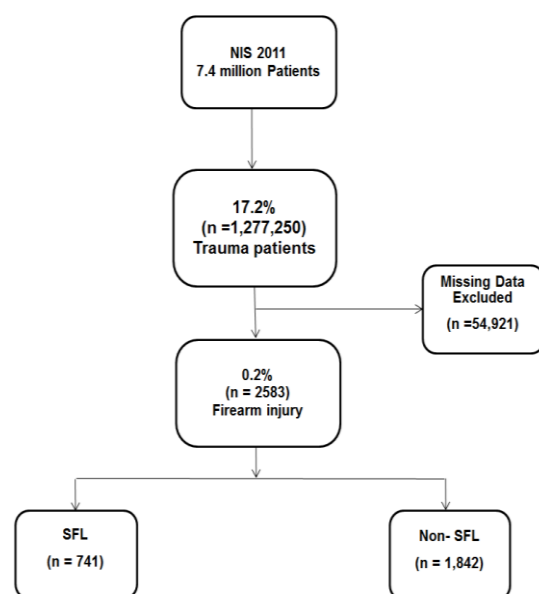 NIS 2011
7.4 million Patients
17.2%
(n =1,277,250)
Trauma patients
Missing Data
Excluded
(n =54,921)
0.2%
(n = 2583)
Firearm injury
SFL
(n = 741)
Non- SFL
(n = 1,842)